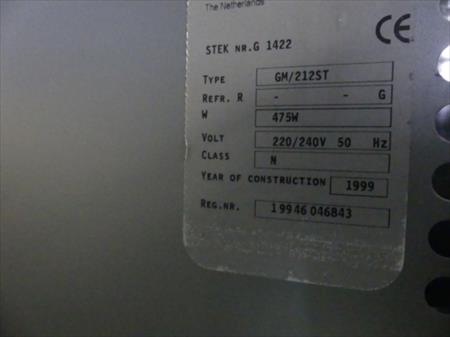 The Netherlands
CE
STEK NR.G 1422
TYPE GM/212ST
REFR. R - - G
W 475W
VOLT 220/240V 50 Hz
CLASS N
YEAR OF CONSTRUCTION 1999
REG.NR. 19946046843